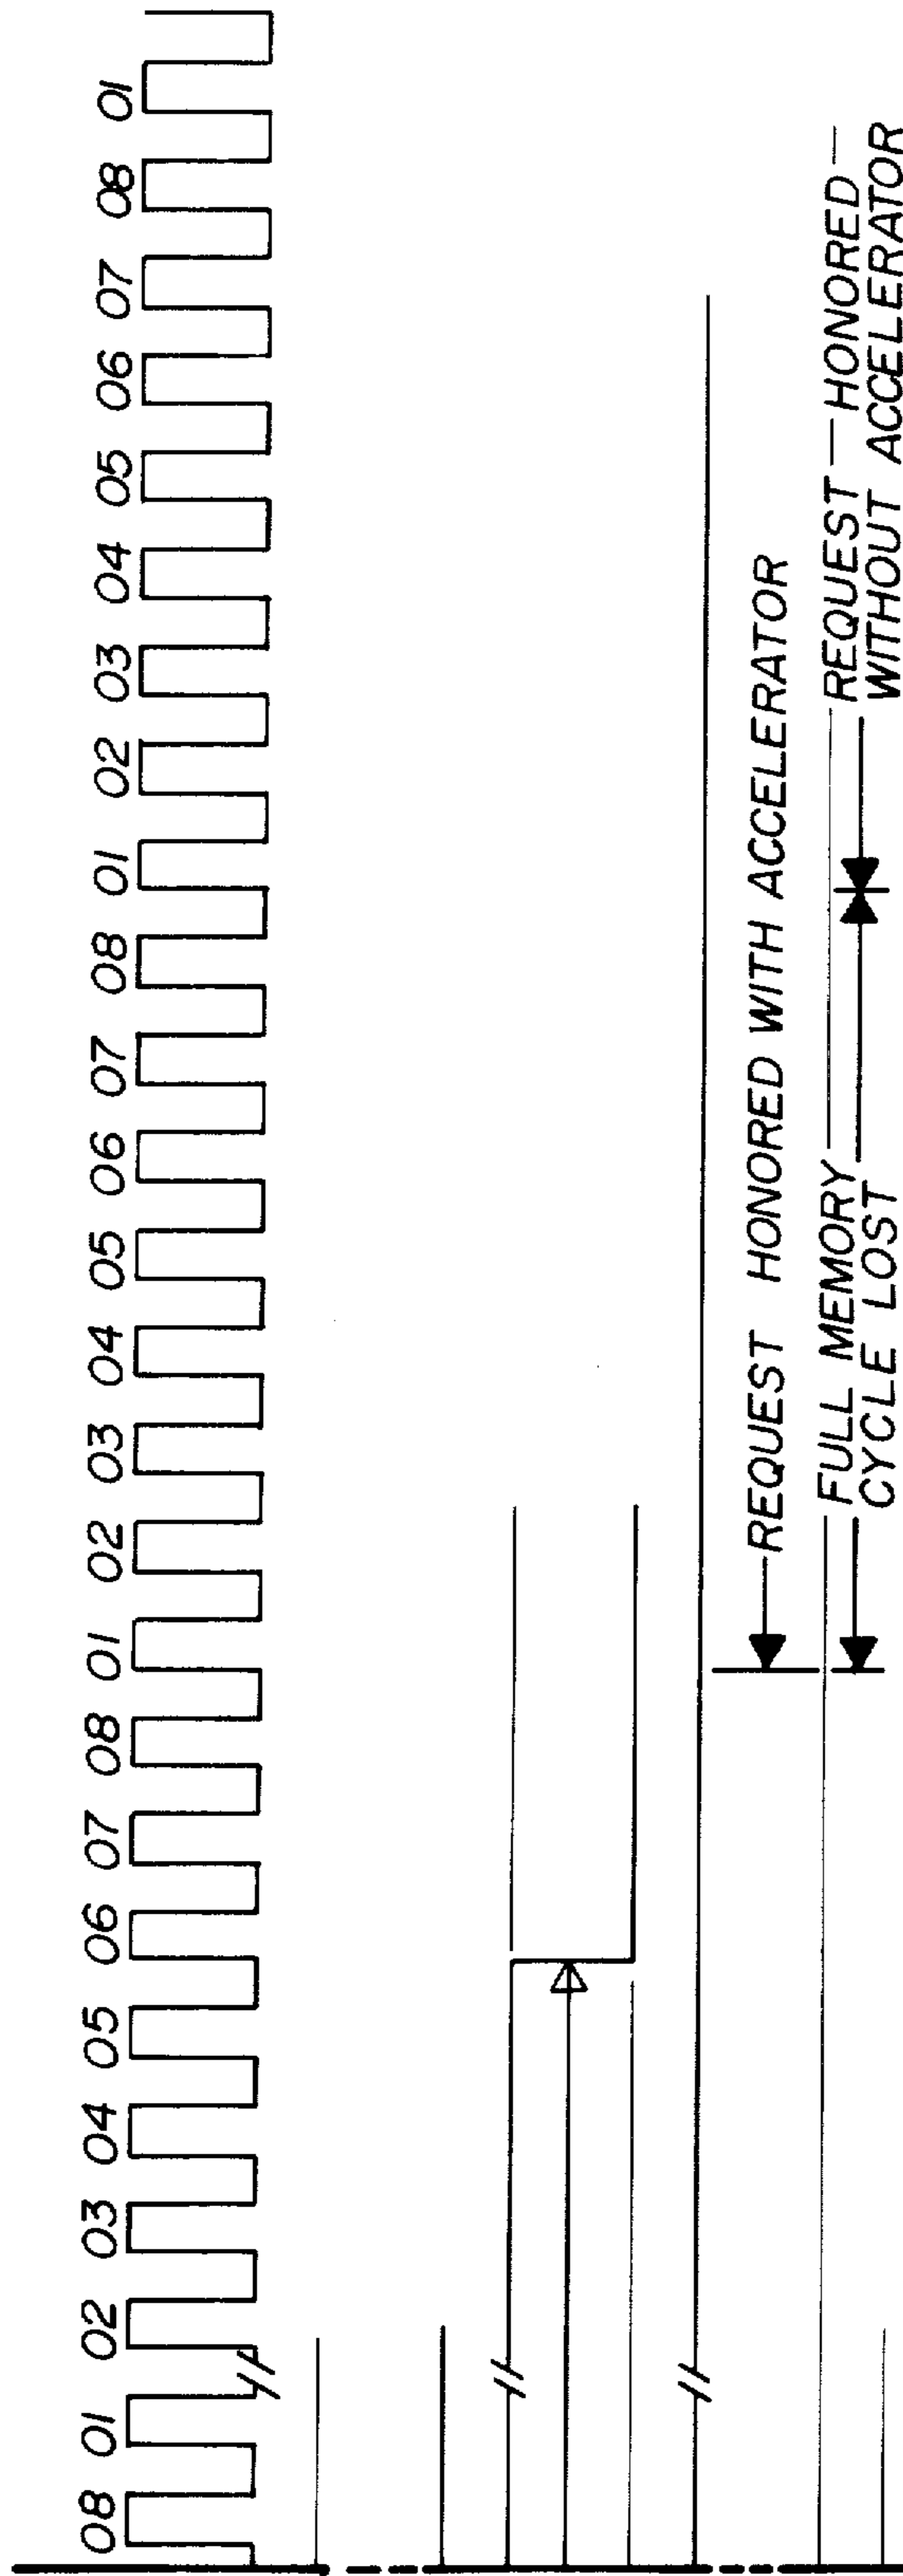 08 01 02 03 04 05 06 07 08 01 02 03 04 05 06 07 08 01 02 03 04 05 06 07 08 01
REQUEST HONORED WITH ACCELERATOR
FULL MEMORY
CYCLE LOST
REQUEST HONORED
WITHOUT ACCELERATOR